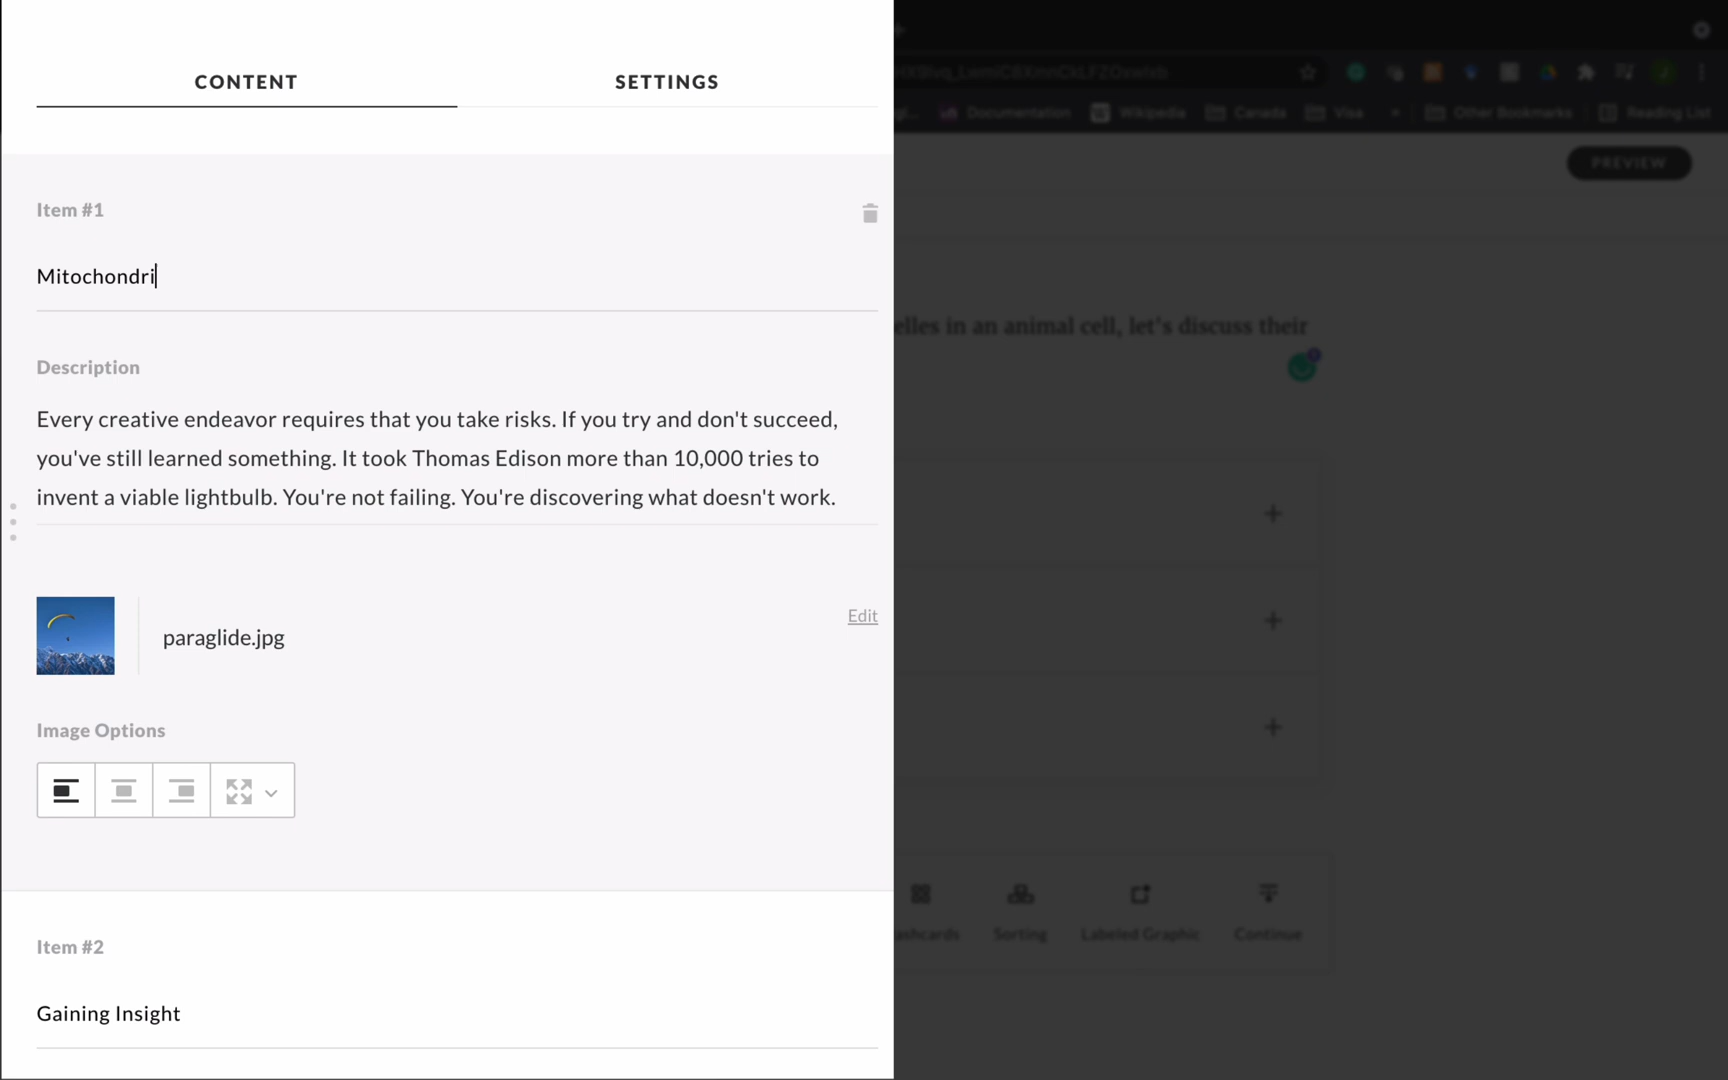 CONTENT
SETTINGS
Item #1
Mitochondri
Description
Every creative endeavor requires that you take risks. If you try and don't succeed,
you've still learned something. It took Thomas Edison more than 10,000 tries to
invent a viable lightbulb. You're not failing. You're discovering what doesn't work.
paraglide.jpg
Edit
Image Options
Item #2
Gaining Insight
Documentation
Wikipedia
Canada
Visa
Other Bookmarks
Reading List
PREVIEW
elles in an animal cell, let's discuss their
ashcards
Sorting
Labeled Graphic
Continue